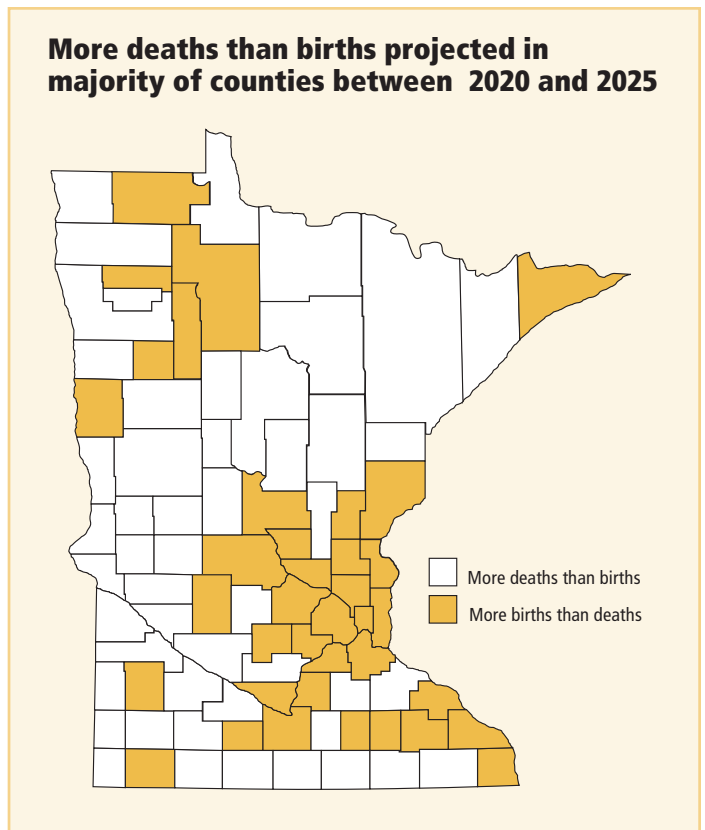 More deaths than births projected in
majority of counties between 2020 and 2025
More deaths than births
More births than deaths